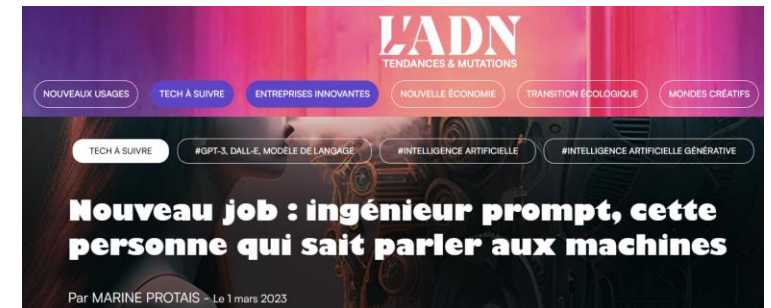 L'ADN
TENDANCES & MUTATIONS
NOUVEAUX USAGES TECH À SUIVRE ENTREPRISES INNOVANTES NOUVELLE ÉCONOMIE TRANSITION ÉCOLOGIQUE MONDES CRÉATIFS
TECH À SUIVRE #GPT-3, DALL-E, MODÈLE DE LANGAGE #INTELLIGENCE ARTIFICIELLE #INTELLIGENCE ARTIFICIELLE GÉNÉRATIVE
Nouveau job : ingénieur prompt, cette
personne qui sait parler aux machines
Par MARINE PROTAIS - Le 1 mars 2023